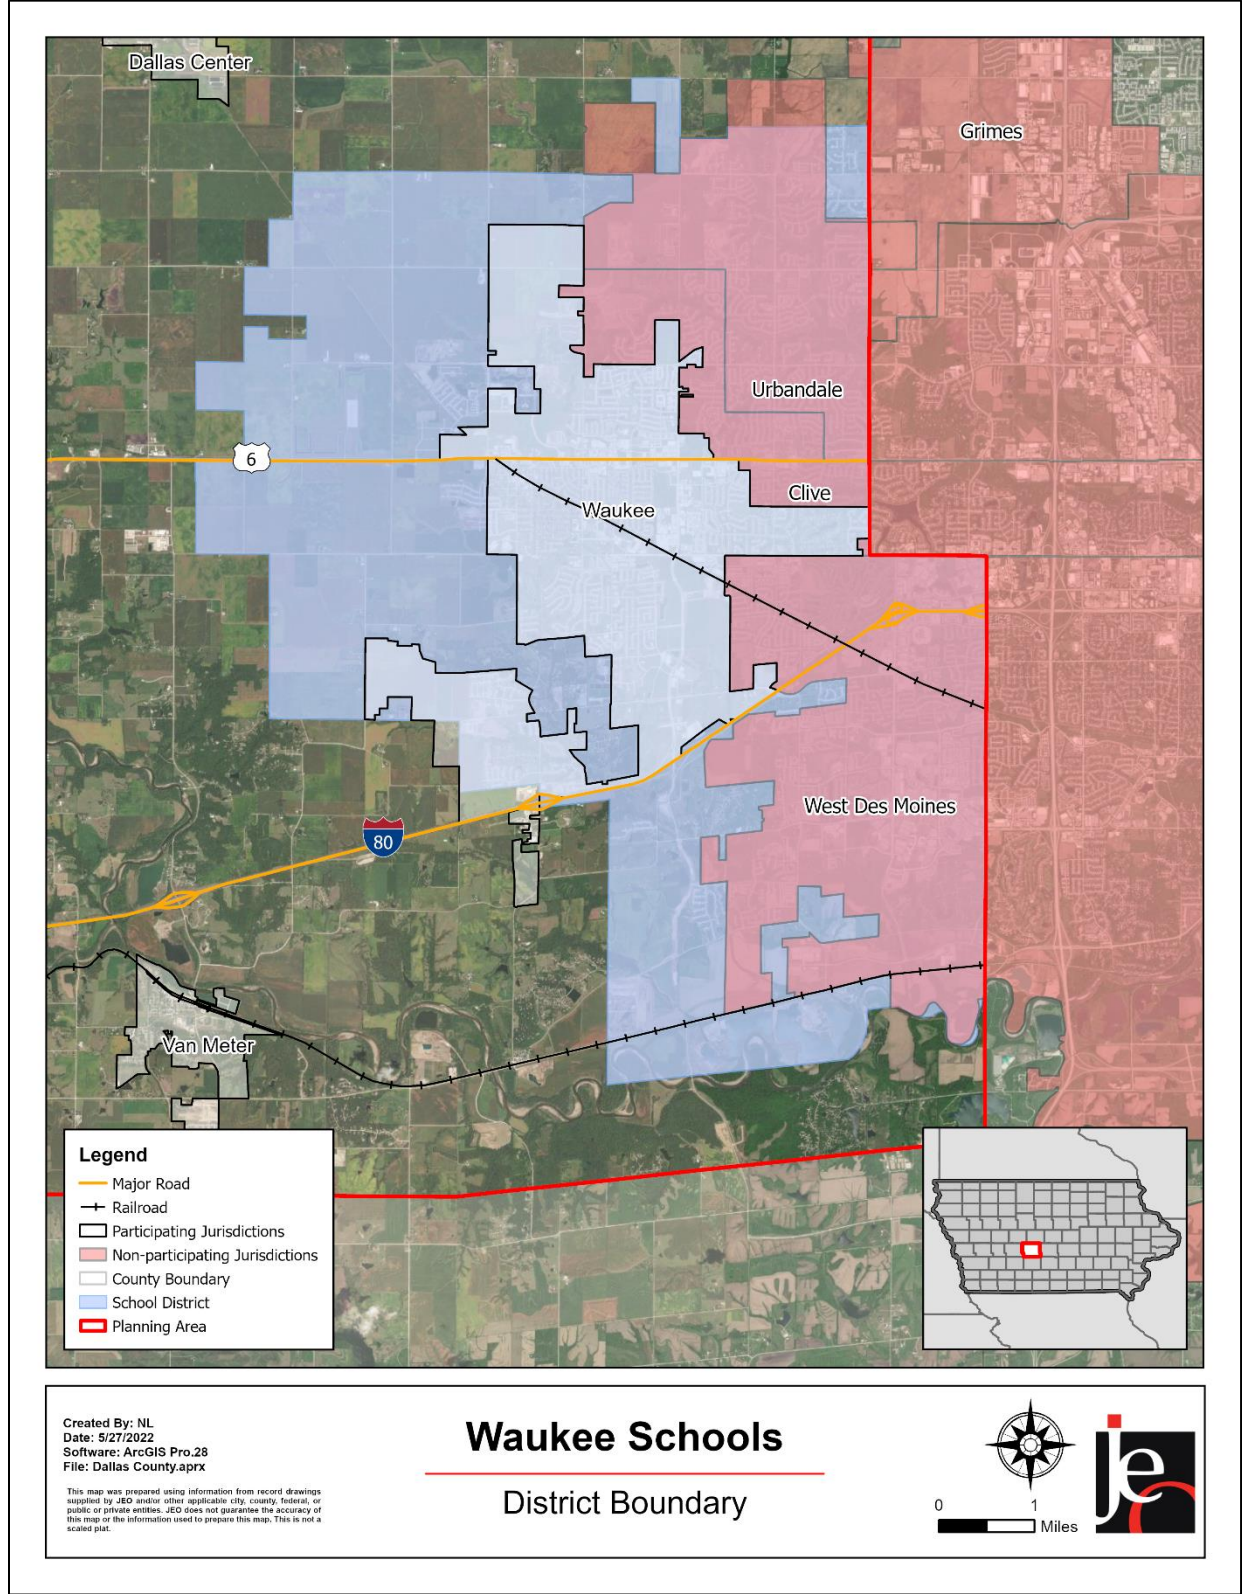 Dallas Center
Grimes
Urbandale
6
Clive
Waukee
West Des Moines
80
Van Meter
Legend
Major Road
Railroad
Participating Jurisdictions
Non-participating Jurisdictions
County Boundary
School District
Planning Area
Created By: NL
Date: 5/27/2022
Software: ArcGIS Pro.28
File: Dallas County.aprx
This map was prepared using information from record drawings
supplied by JEO and/or other applicable city, county, federal, or
public or private entities. JEO does not guarantee the accuracy of
this map or the information used to prepare this map. This is not a
scaled plat.
Waukee Schools
District Boundary
0 1
Miles
jeo